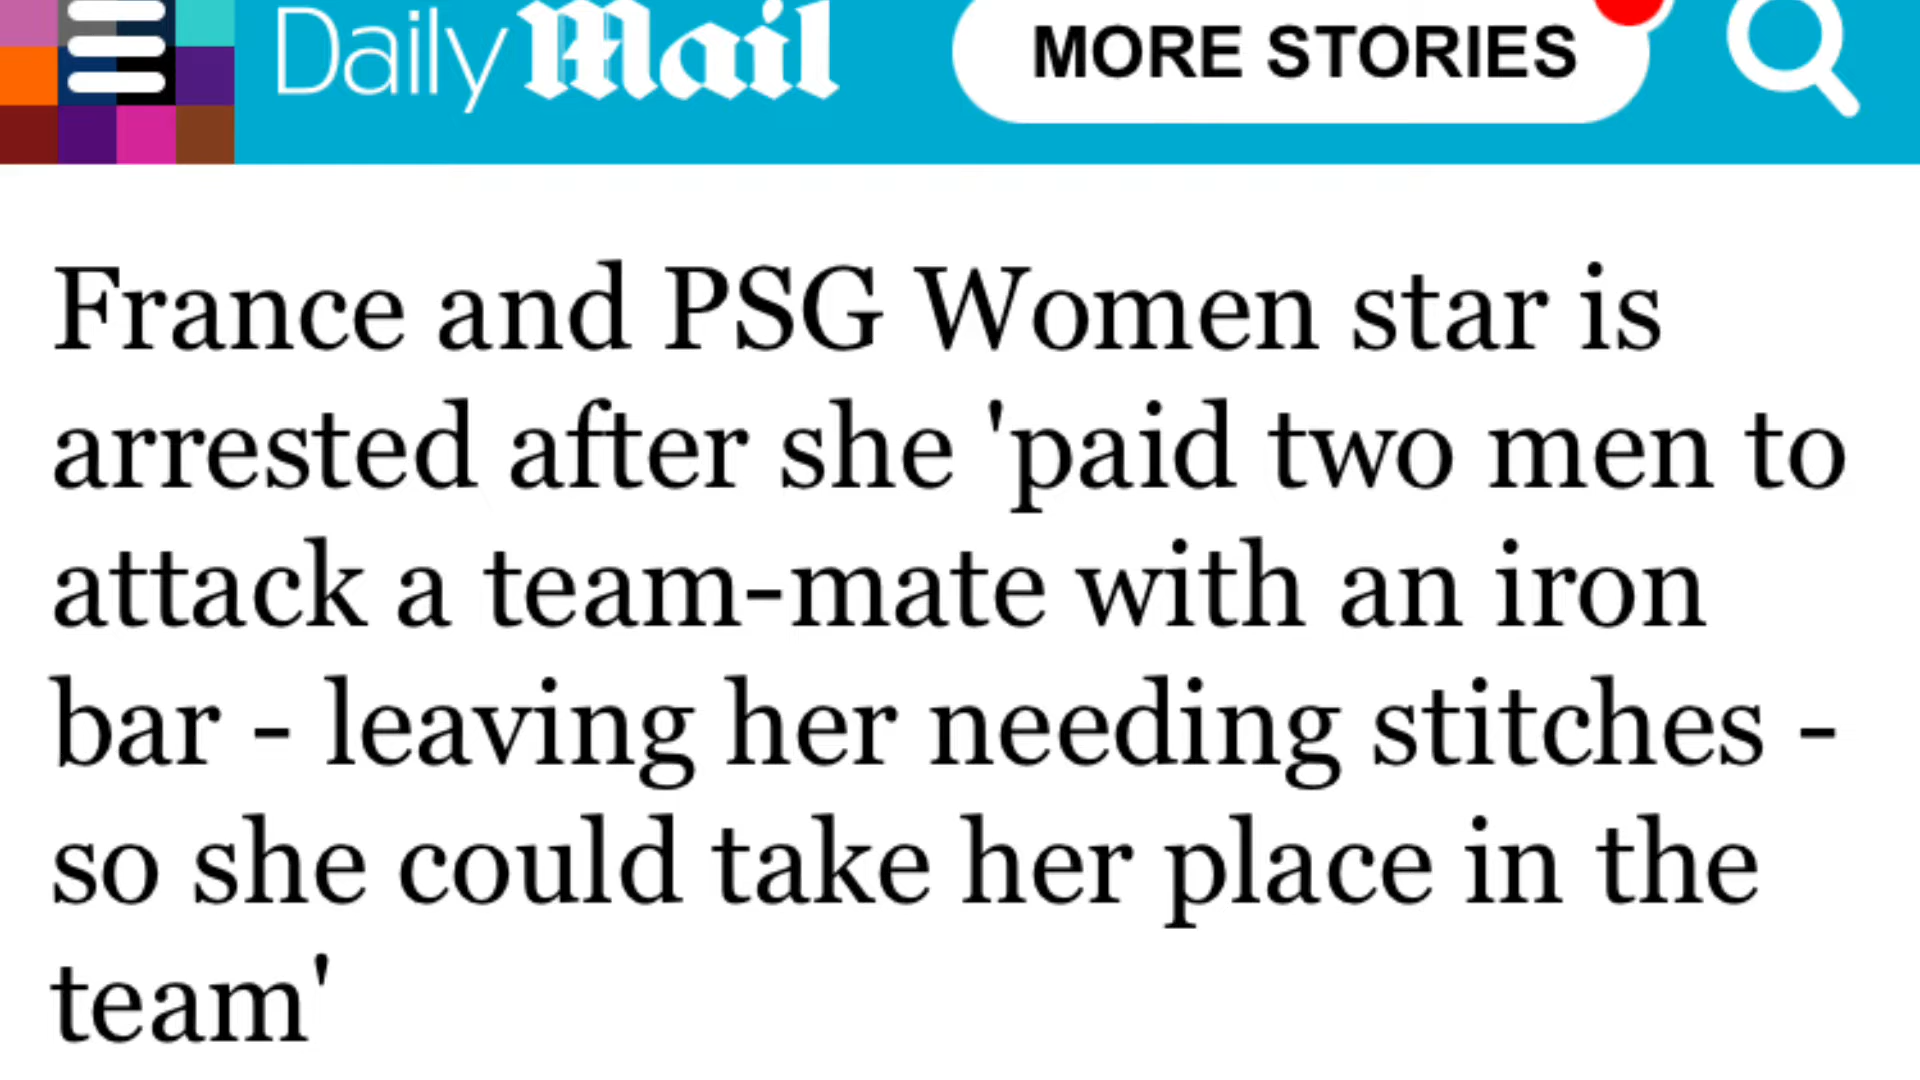 Daily Mail MORE STORIES
France and PSG Women star is
arrested after she 'paid two men to
attack a team-mate with an iron
bar - leaving her needing stitches -
so she could take her place in the
team'